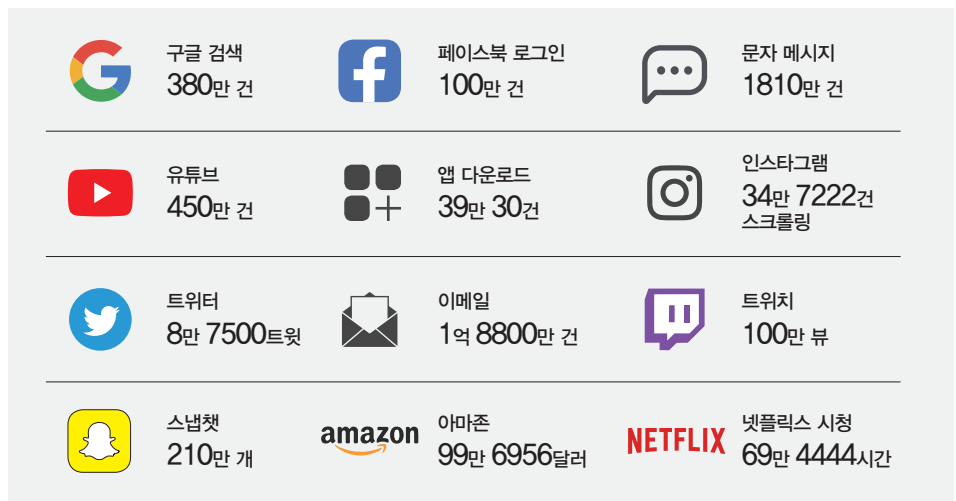 구글 검색
380만 건
페이스북 로그인
100만 건
문자 메시지
1810만 건
유튜브
450만 건
앱 다운로드
39만 30건
인스타그램
34만 7222건
스크롤링
트위터
8만 7500트윗
이메일
1억 8800만 건
트위치
100만 뷰
스냅챗
210만 개
amazon
아마존
99만 6956달러
NETFLIX
넷플릭스 시청
69만 4444시간